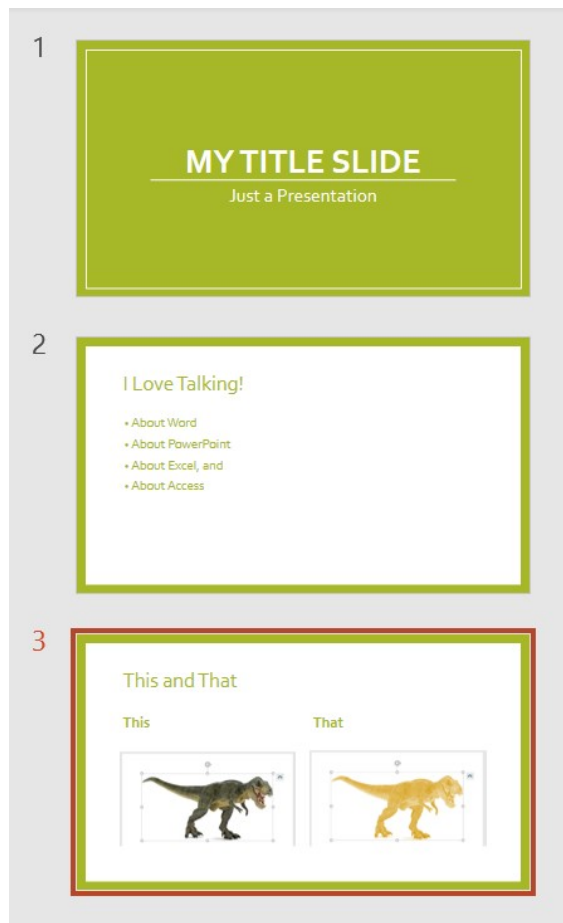 1
MY TITLE SLIDE
Just a Presentation
2
I Love Talking!
• About Word
• About PowerPoint
• About Excel, and
• About Access
3
This and That
This
That